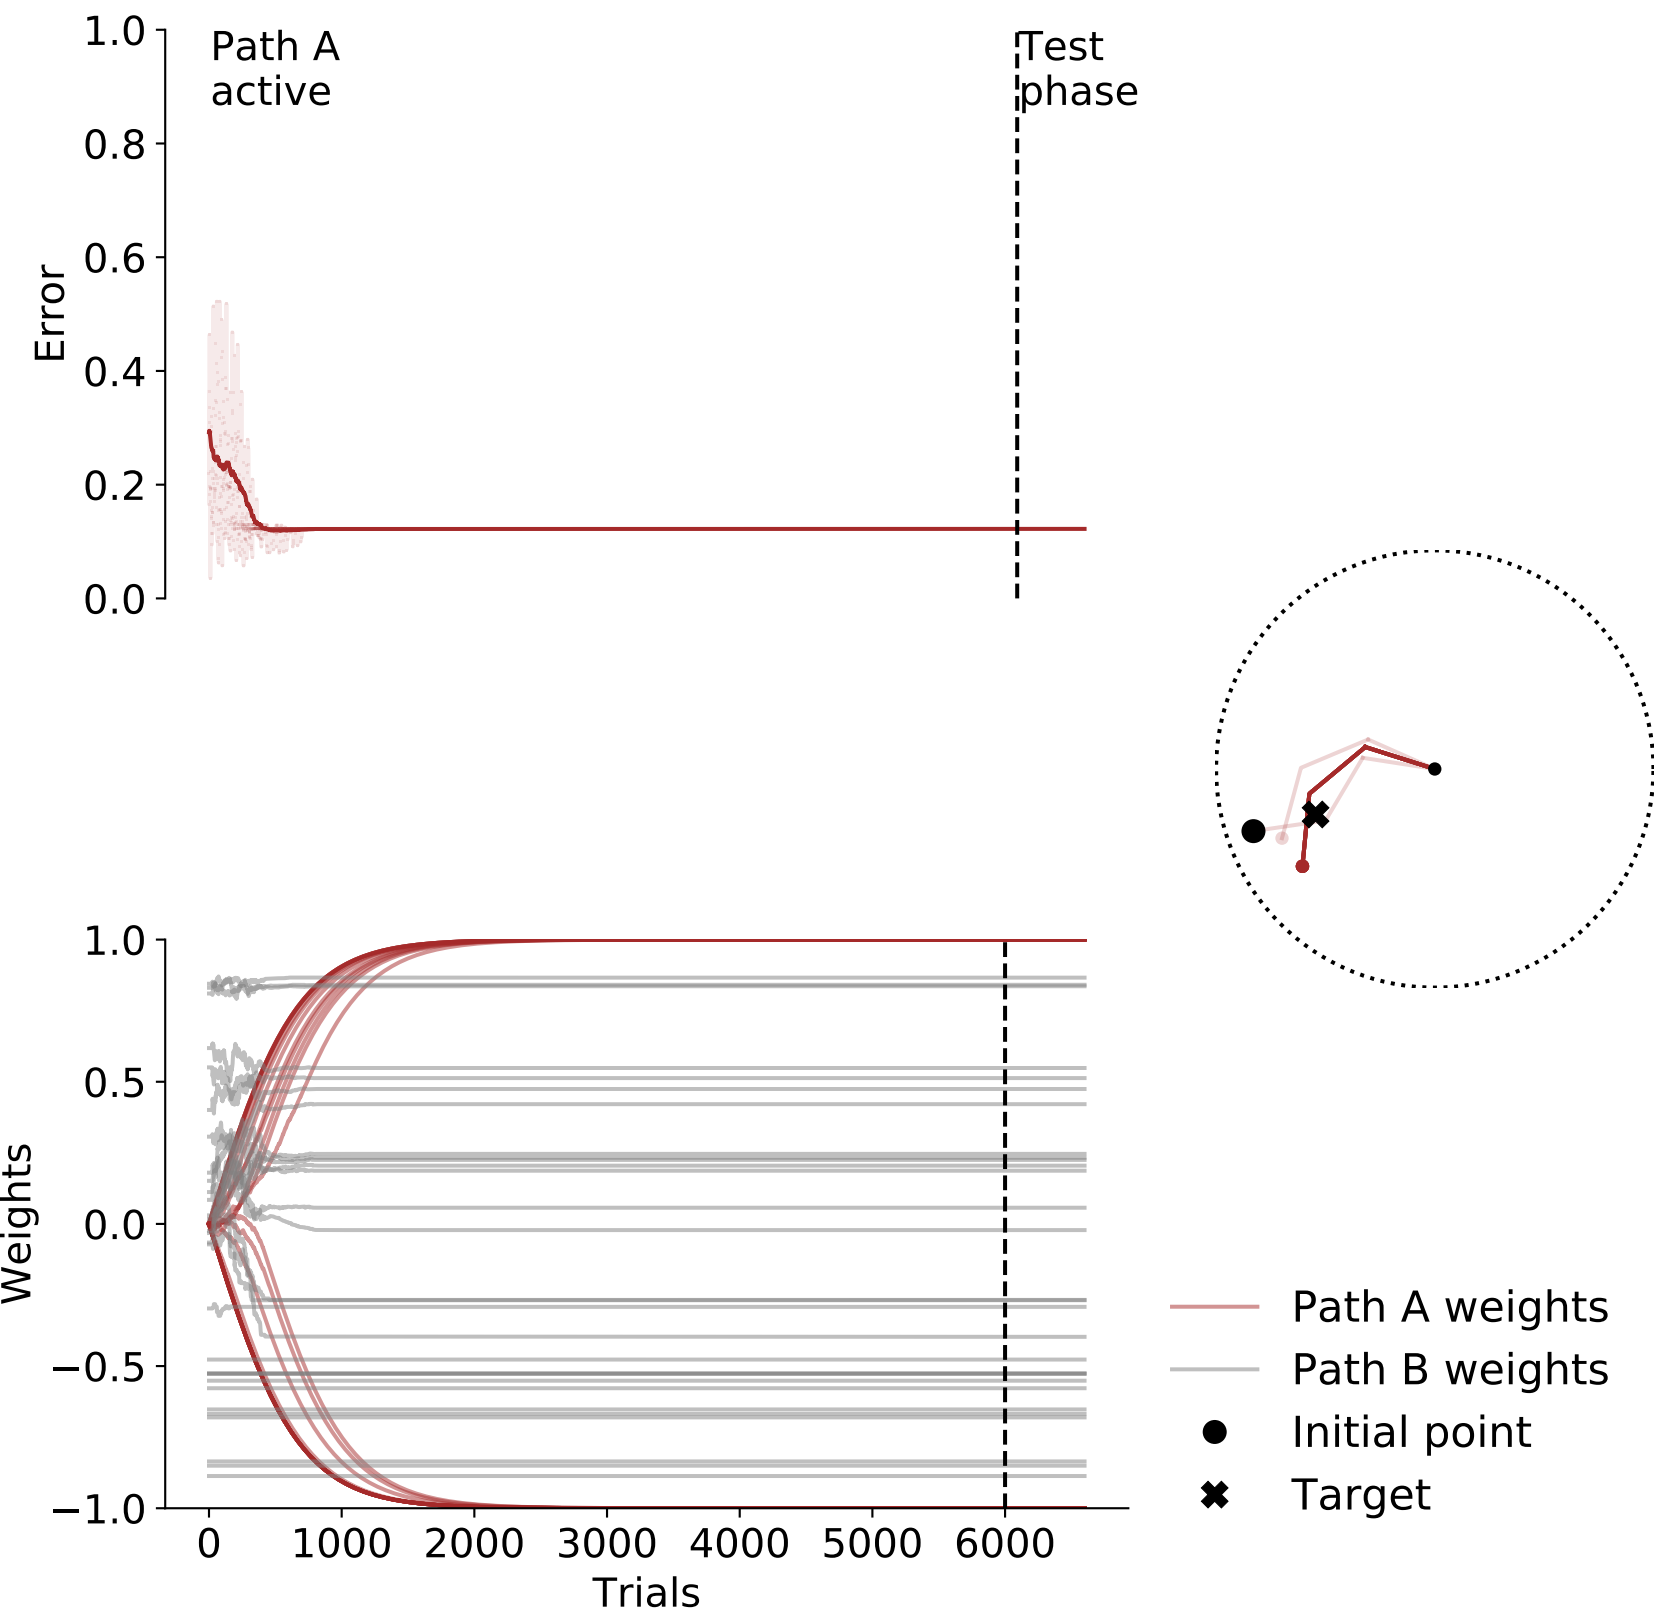 Path A
active
Test
phase
1.0
0.8
0.6
0.4
0.2
0.0
Error
1.0
0.5
0.0
−0.5
−1.0
Weights
0 1000 2000 3000 4000 5000 6000
Trials
Path A weights
Path B weights
Initial point
Target